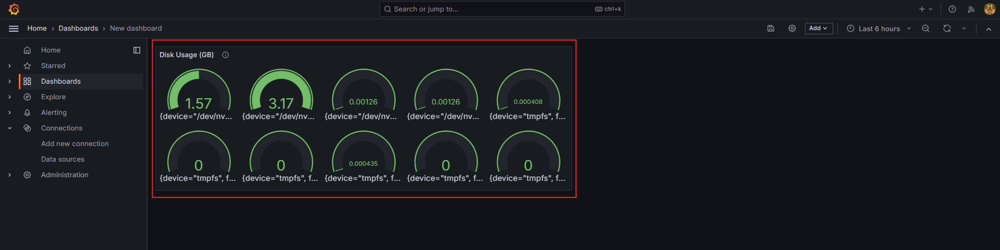 Search or jump to...
ctrl+k
Home › Dashboards › New dashboard
Add
Last 6 hours
Home
Starred
Dashboards
Explore
Alerting
Connections
Add new connection
Data sources
Administration
Disk Usage (GB)
1.57
{device="/dev/nv...
3.17
{device="/dev/nv...
0.00126
{device="/dev/nv...
0.00126
{device="/dev/nv...
0.000408
{device="tmpfs", f...
0
{device="tmpfs", f...
0
{device="tmpfs", f...
0.000435
{device="tmpfs", f...
0
{device="tmpfs", f...
0
{device="tmpfs", f...